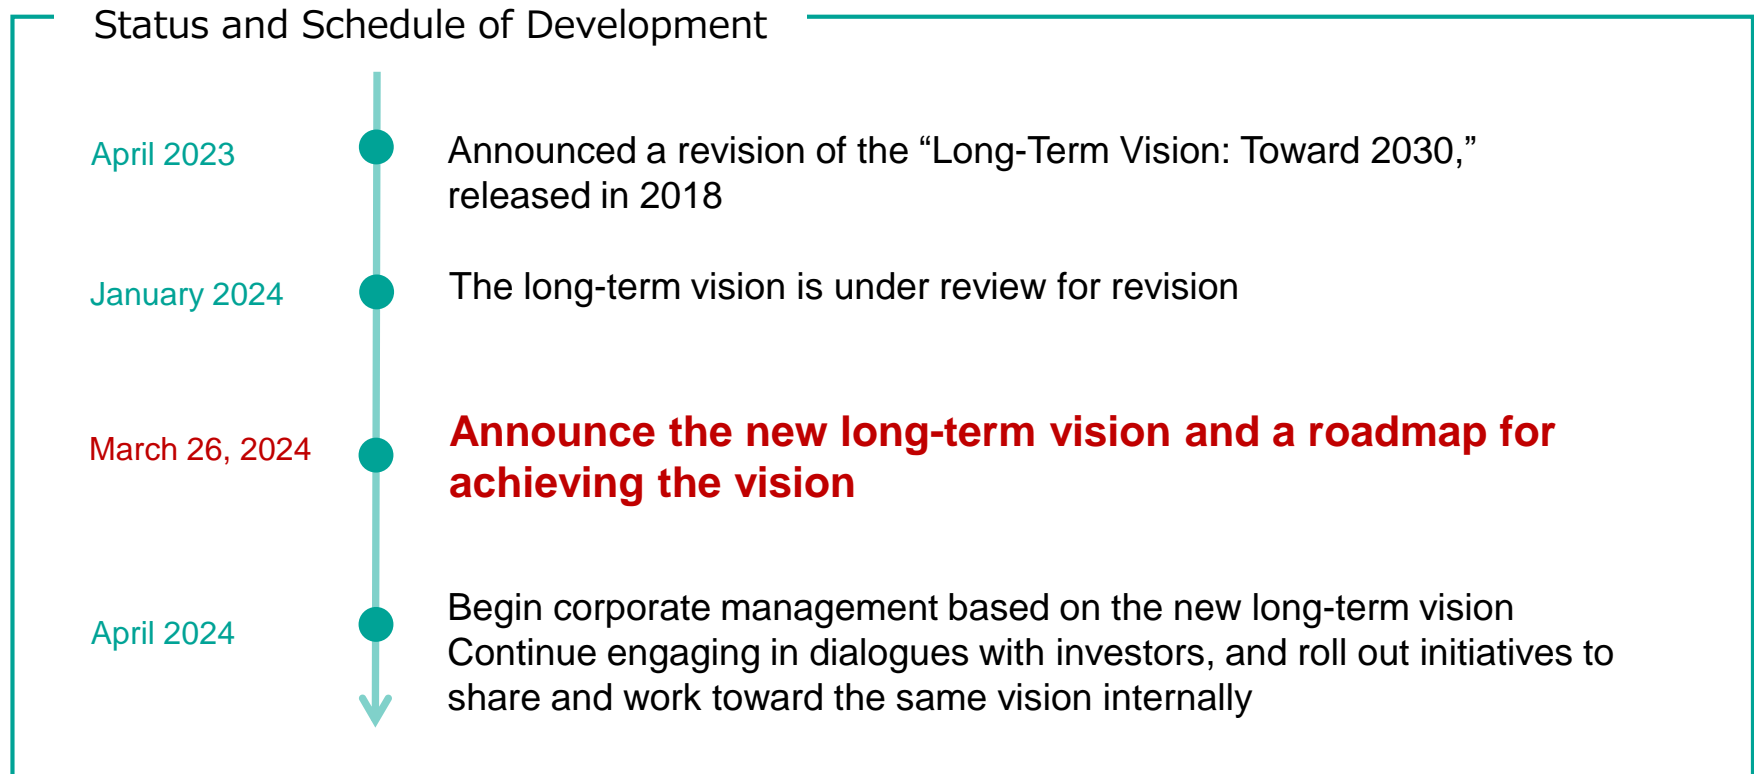 Status and Schedule of Development
April 2023
Announced a revision of the “Long-Term Vision: Toward 2030,”
released in 2018
January 2024
The long-term vision is under review for revision
March 26, 2024
Announce the new long-term vision and a roadmap for
achieving the vision
April 2024
Begin corporate management based on the new long-term vision
Continue engaging in dialogues with investors, and roll out initiatives to
share and work toward the same vision internally